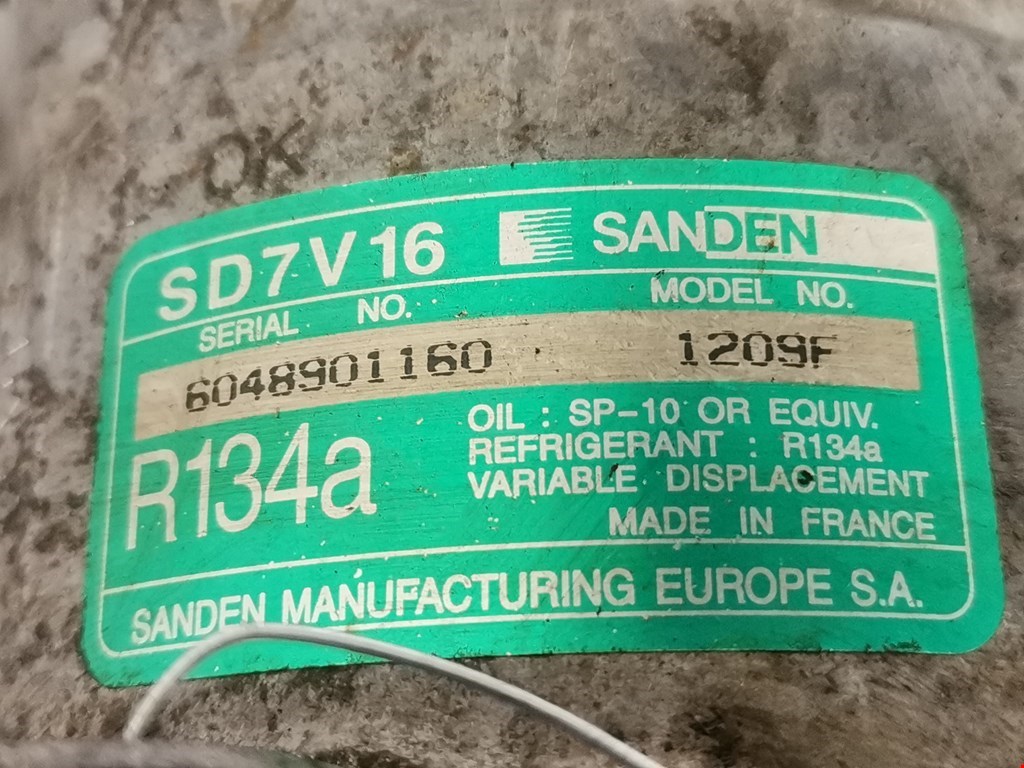 OK
SD7V16 SANDEN
SERIAL NO. MODEL NO.
6048901160 1209F
R134a
OIL : SP-10 OR EQUIV.
REFRIGERANT : R134a
VARIABLE DISPLACEMENT
MADE IN FRANCE
SANDEN MANUFACTURING EUROPE S.A.